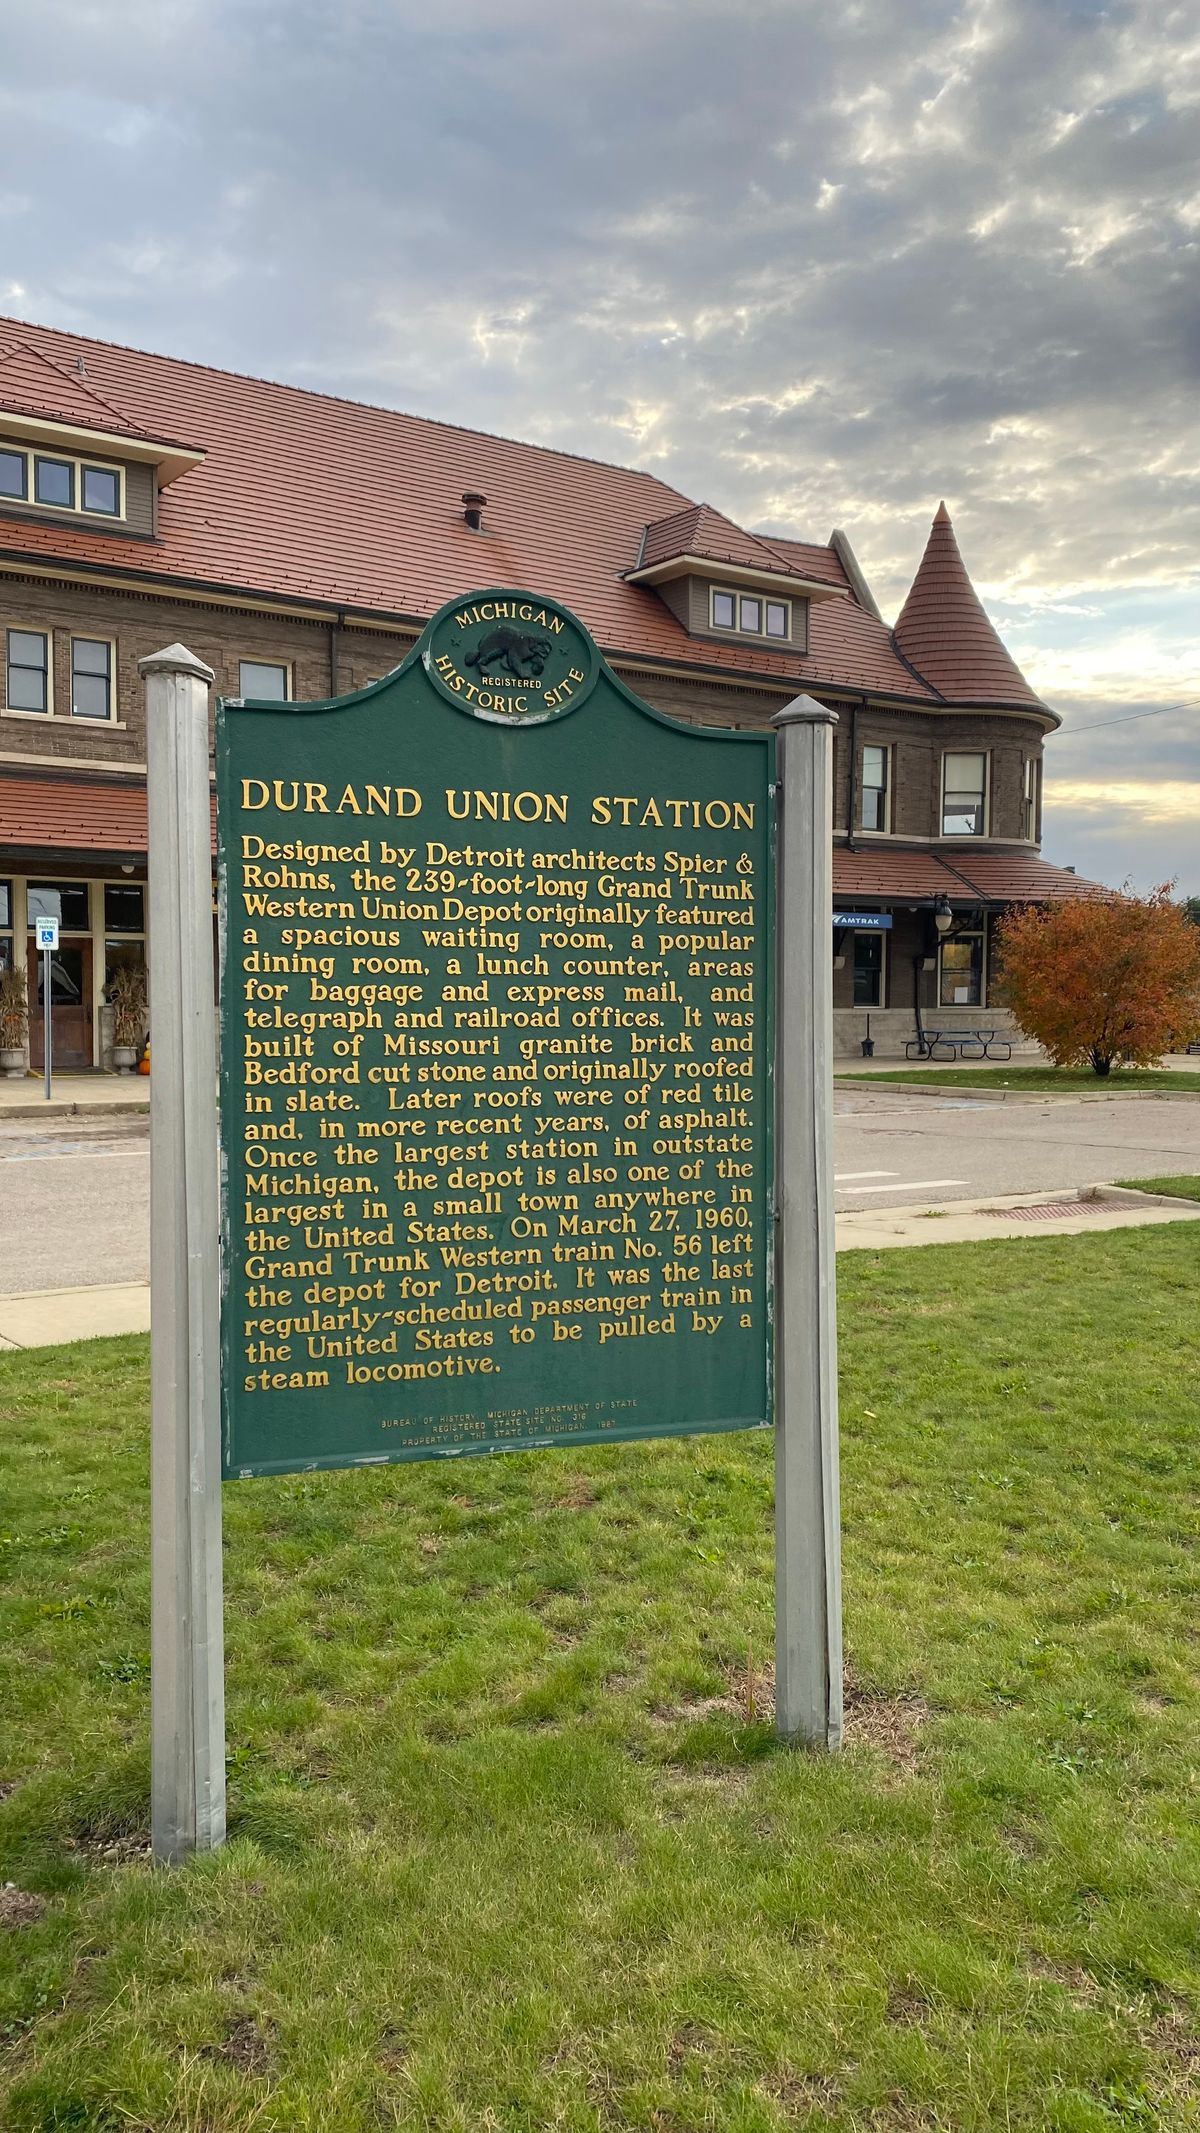 MICHIGAN
REGISTERED
HISTORIC SITE
DURAND UNION STATION
Designed by Detroit architects Spier &
Rohns, the 239-foot-long Grand Trunk
Western Union Depot originally featured
a spacious waiting room, a popular
dining room, a lunch counter, areas
for baggage and express mail, and
telegraph and railroad offices. It was
built of Missouri granite brick and
Bedford cut stone and originally roofed
in slate. Later roofs were of red tile
and, in more recent years, of asphalt.
Once the largest station in outstate
Michigan, the depot is also one of the
largest in a small town anywhere in
the United States. On March 27, 1960,
Grand Trunk Western train No. 56 left
the depot for Detroit. It was the last
regularly-scheduled passenger train in
the United States to be pulled by a
steam locomotive.
BUREAU OF HISTORY, MICHIGAN DEPARTMENT OF STATE
REGISTERED STATE SITE NO. 316
PROPERTY OF THE STATE OF MICHIGAN, 1987
AMTRAK
RESERVED
PARKING